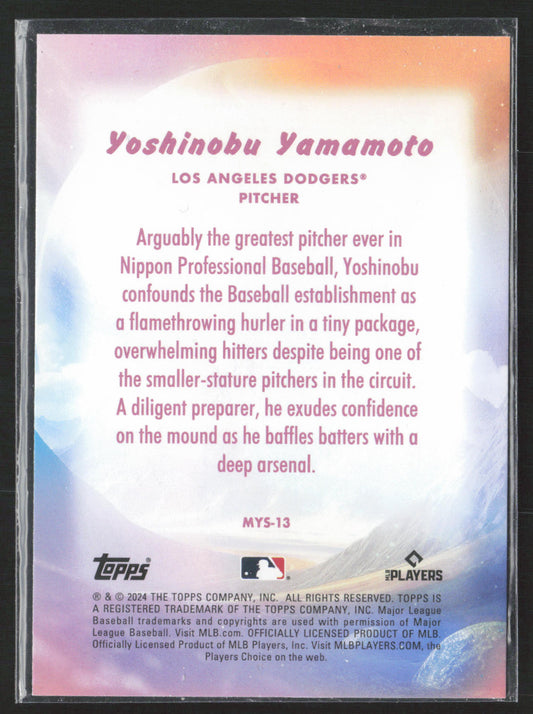 Yoshinobu Yamamoto
LOS ANGELES DODGERS®
PITCHER
Arguably the greatest pitcher ever in
Nippon Professional Baseball, Yoshinobu
confounds the Baseball establishment as
a flamethrowing hurler in a tiny package,
overwhelming hitters despite being one of
the smaller-stature pitchers in the circuit.
A diligent preparer, he exudes confidence
on the mound as he baffles batters with a
deep arsenal.
MYS-13
Topps®
MLB PLAYERS
® & © 2024 THE TOPPS COMPANY, INC. ALL RIGHTS RESERVED. TOPPS IS
A REGISTERED TRADEMARK OF THE TOPPS COMPANY, INC. Major League
Baseball trademarks and copyrights are used with permission of Major
League Baseball. Visit MLB.com. OFFICIALLY LICENSED PRODUCT OF MLB.
Officially Licensed Product of MLB Players, Inc. Visit MLBPLAYERS.COM, the
Players Choice on the web.